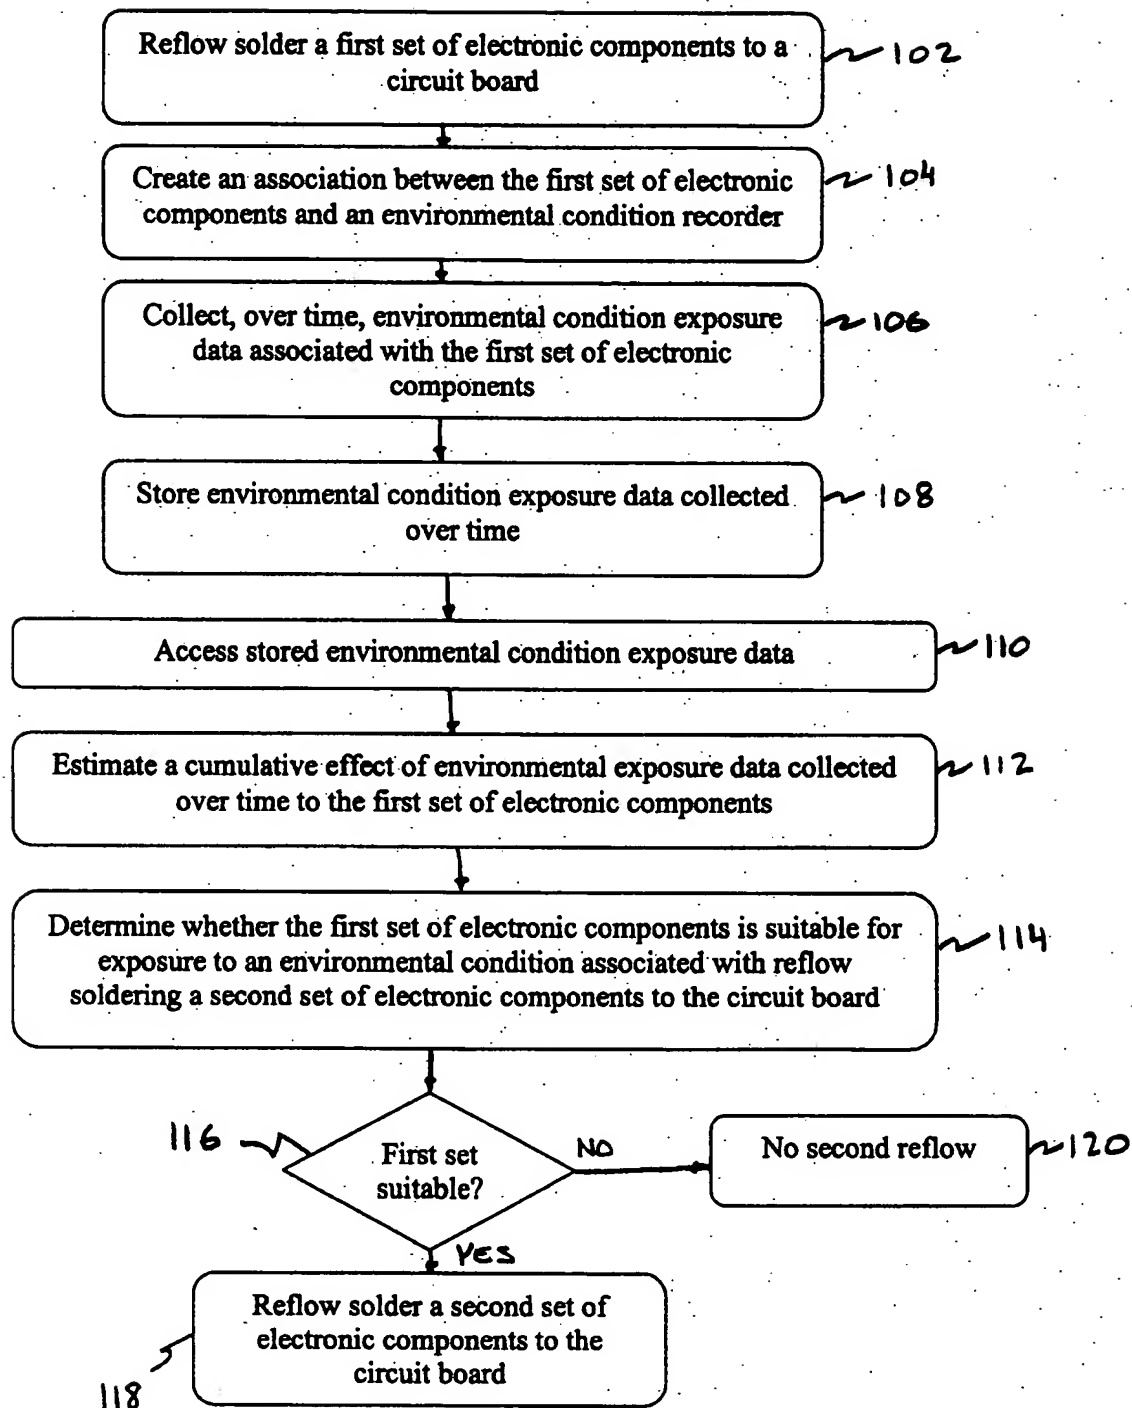 Reflow solder a first set of electronic components to a
circuit board
102
Create an association between the first set of electronic
components and an environmental condition recorder
104
Collect, over time, environmental condition exposure
data associated with the first set of electronic
components
106
Store environmental condition exposure data collected
over time
108
Access stored environmental condition exposure data
110
Estimate a cumulative effect of environmental exposure data collected
over time to the first set of electronic components
112
Determine whether the first set of electronic components is suitable for
exposure to an environmental condition associated with reflow
soldering a second set of electronic components to the circuit board
114
116
First set
suitable?
NO
No second reflow
120
YES
Reflow solder a second set of
electronic components to the
circuit board
118